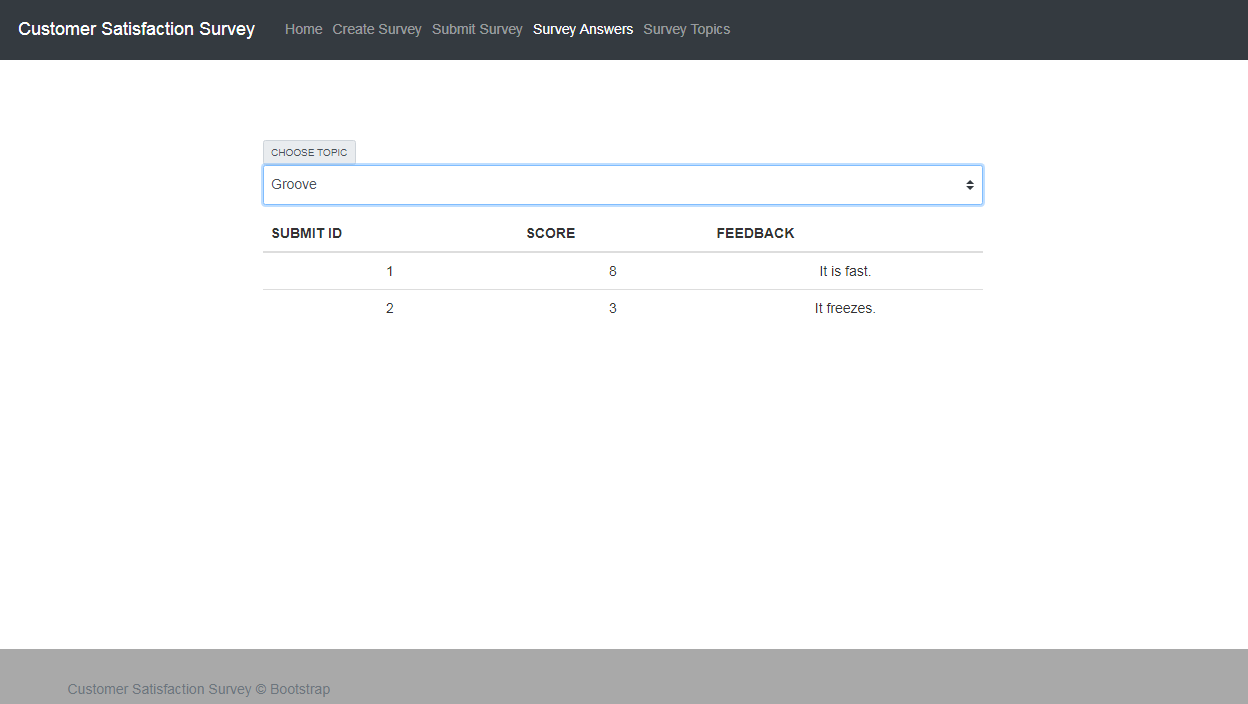 Customer Satisfaction Survey Home Create Survey Submit Survey Survey Answers Survey Topics
CHOOSE TOPIC
Groove
SUBMIT ID SCORE FEEDBACK
1 8 It is fast.
2 3 It freezes.
Customer Satisfaction Survey © Bootstrap